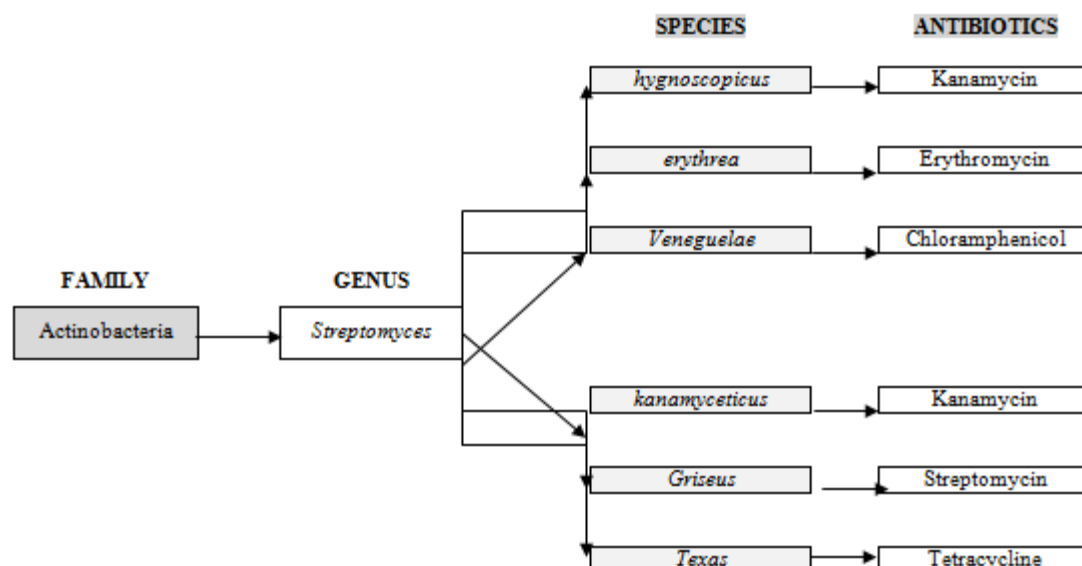 SPECIES ANTIBIOTICS
hygnoscopicus Kanamycin
erythrea Erythromycin
Veneguelae Chloramphenicol
FAMILY GENUS
Actinobacteria Streptomyces
kanamyceticus Kanamycin
Griseus Streptomycin
Texas Tetracycline